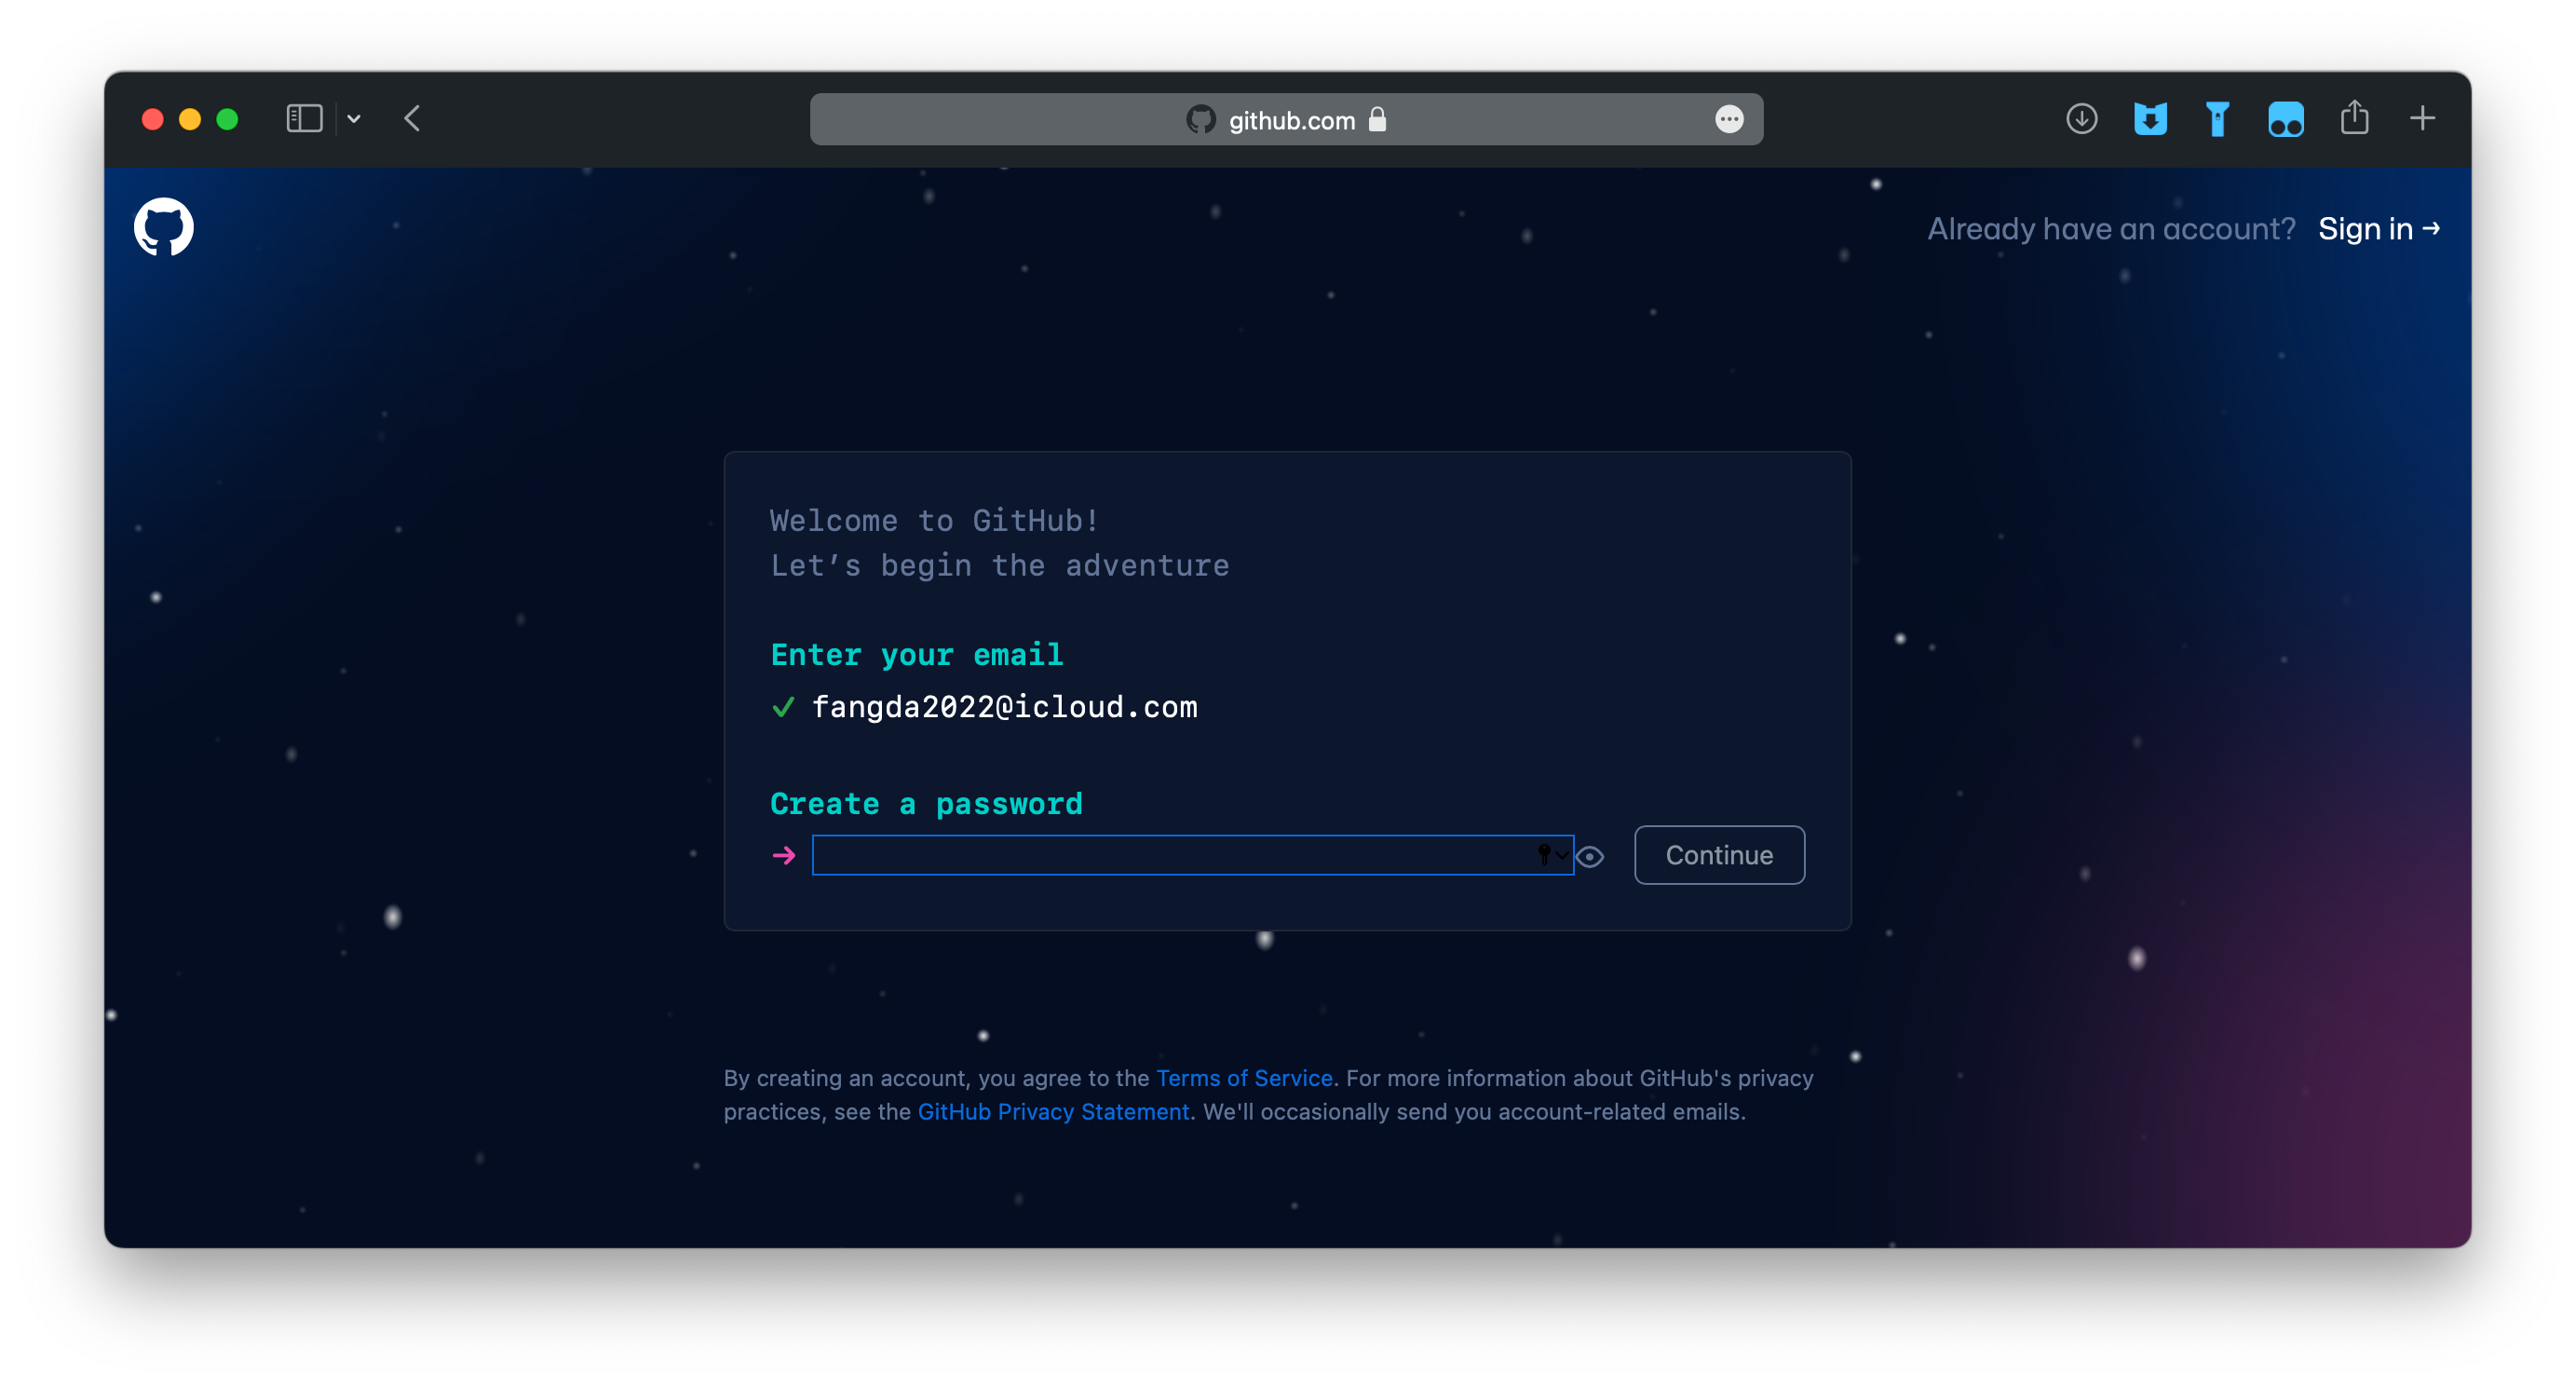 github.com
Already have an account? Sign in →
Welcome to GitHub!
Let’s begin the adventure
Enter your email
✓ fangda2022@icloud.com
Create a password
→
Continue
By creating an account, you agree to the Terms of Service. For more information about GitHub's privacy
practices, see the GitHub Privacy Statement. We'll occasionally send you account-related emails.